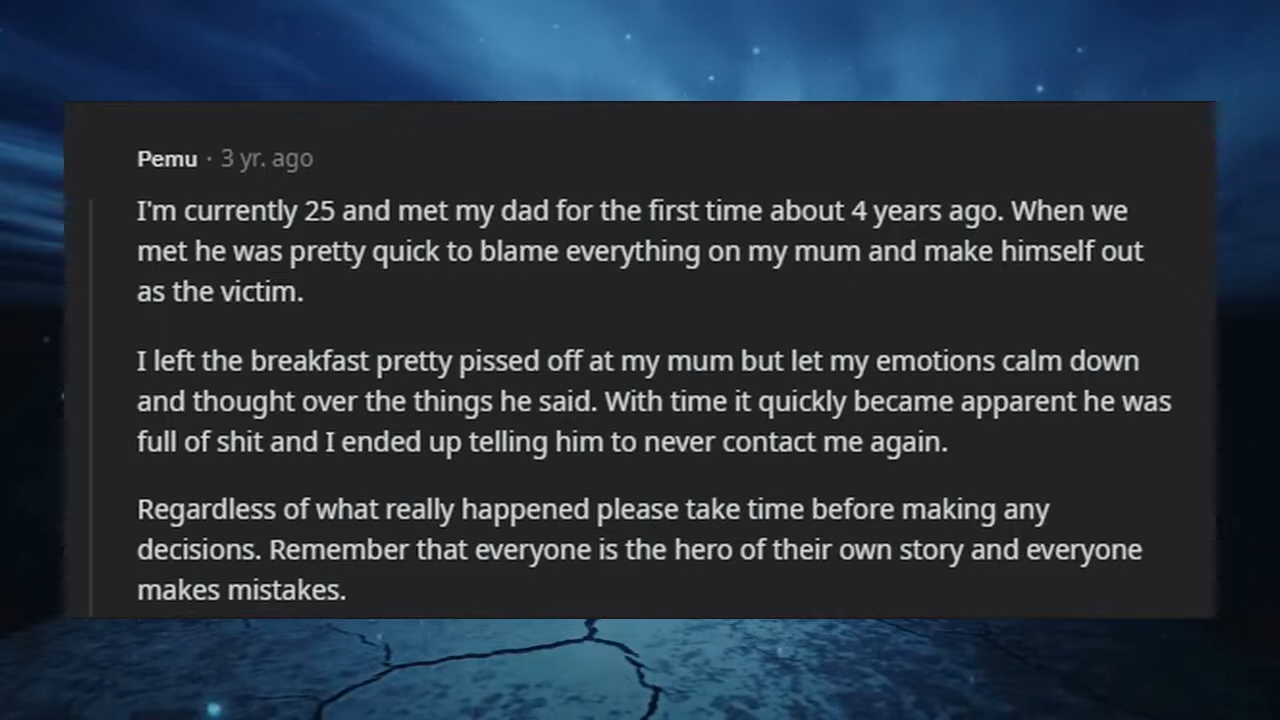 Pemu · 3 yr. ago
I'm currently 25 and met my dad for the first time about 4 years ago. When we
met he was pretty quick to blame everything on my mum and make himself out
as the victim.
I left the breakfast pretty pissed off at my mum but let my emotions calm down
and thought over the things he said. With time it quickly became apparent he was
full of shit and I ended up telling him to never contact me again.
Regardless of what really happened please take time before making any
decisions. Remember that everyone is the hero of their own story and everyone
makes mistakes.